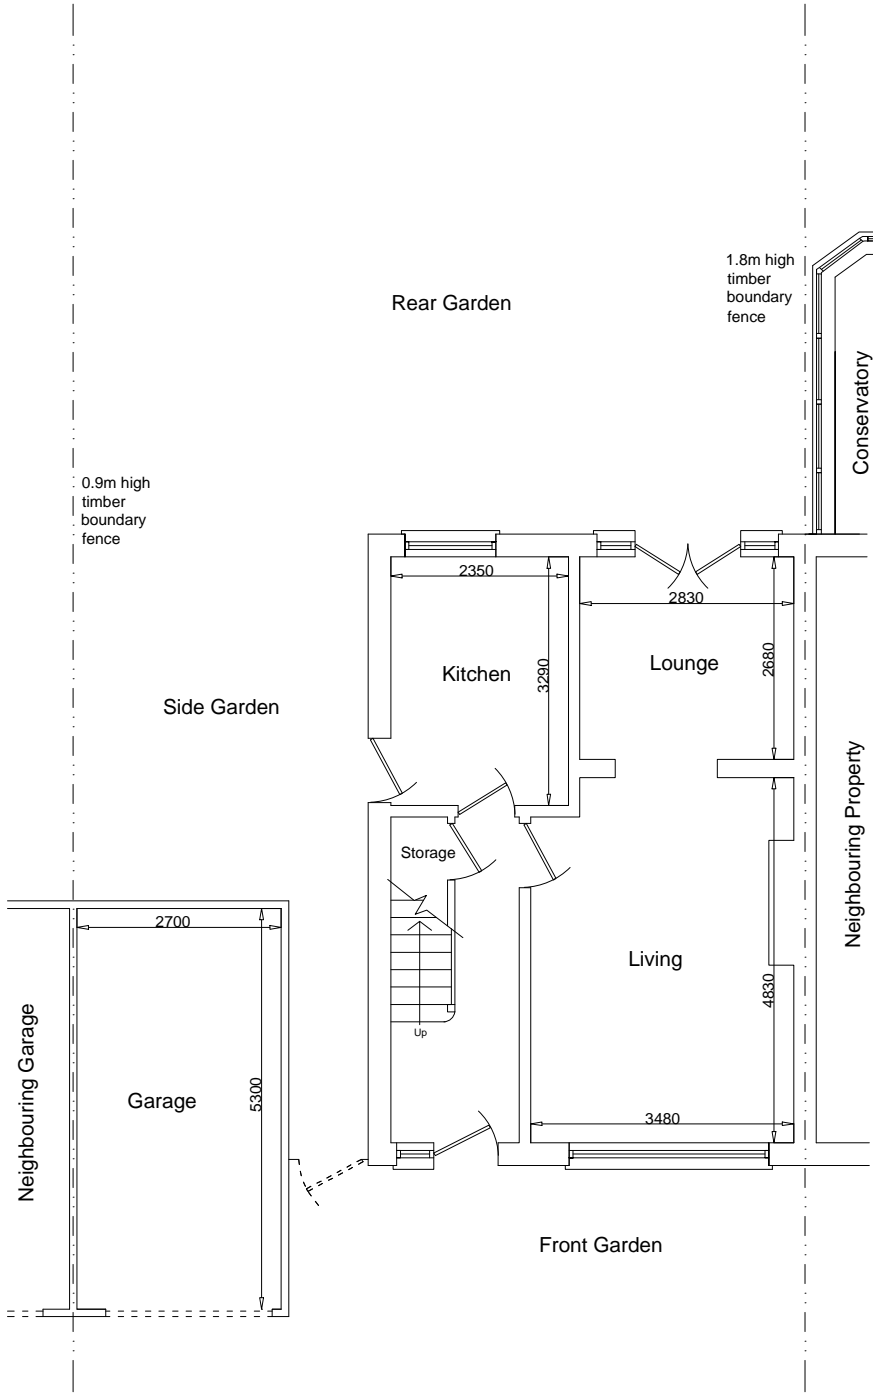 1.8m high
timber
boundary
fence
Rear Garden
Conservatory
0.9m high
timber
boundary
fence
2350
2830
3290
Kitchen
Lounge
2680
Side Garden
Neighbouring Property
Storage
2700
Living
4830
Up
Neighbouring Garage
Garage
5300
3480
Front Garden